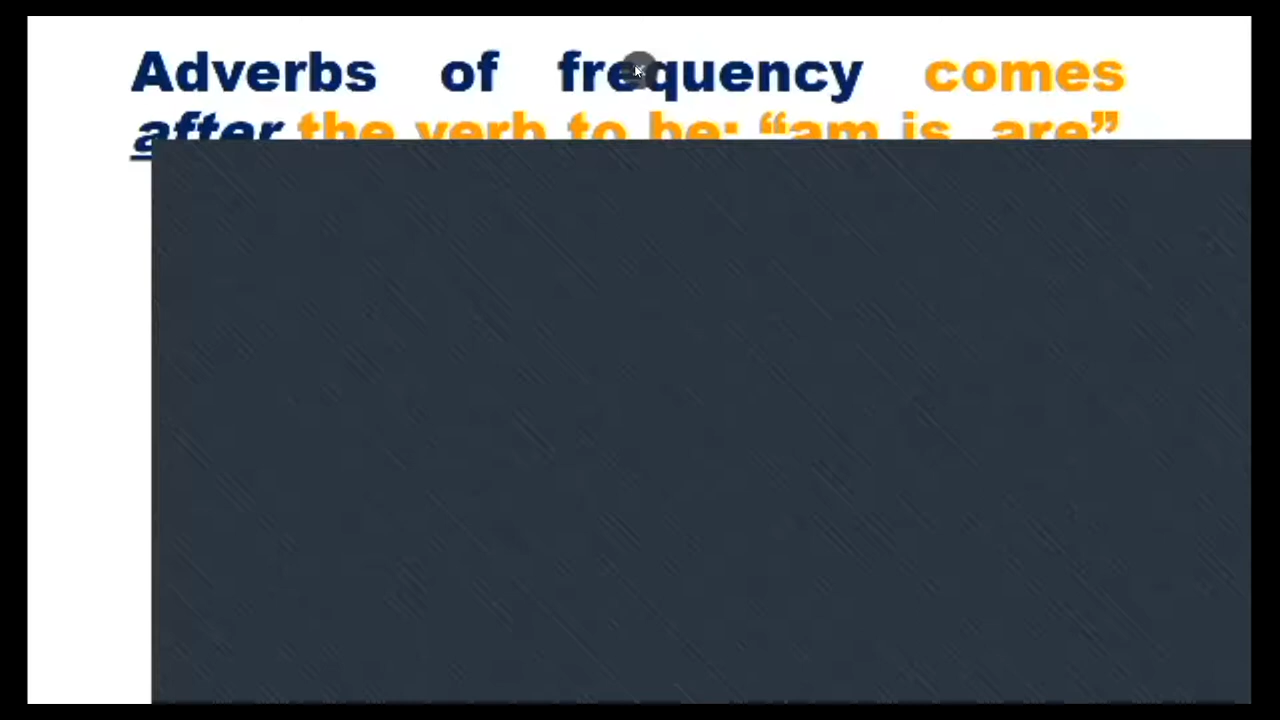 Adverbs of frequency comes
after the verb to be: “am is, are”